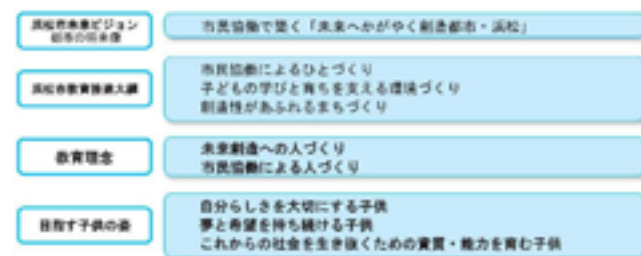 浜松市未来ビジョン
都市の将来像
市民協働で築く「未来へかがやく創造都市・浜松」
浜松市教育推進大綱
市民協働によるひとづくり
子どもの学びと育ちを支える環境づくり
創造性があふれるまちづくり
教育理念
未来創造への人づくり
市民協働による人づくり
目指す子供の姿
自分らしさを大切にする子供
夢と希望を持ち続ける子供
これからの社会を生き抜くための資質・能力を育む子供